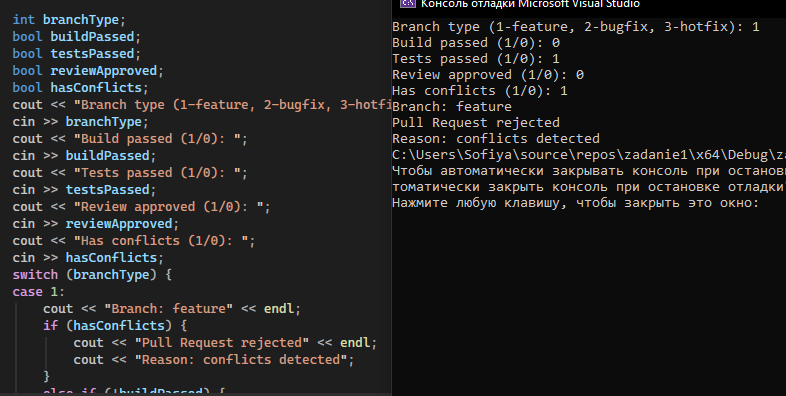 int branchType;
bool buildPassed;
bool testsPassed;
bool reviewApproved;
bool hasConflicts;
cout << "Branch type (1-feature, 2-bugfix, 3-hotfi
cin >> branchType;
cout << "Build passed (1/0): ";
cin >> buildPassed;
cout << "Tests passed (1/0): ";
cin >> testsPassed;
cout << "Review approved (1/0): ";
cin >> reviewApproved;
cout << "Has conflicts (1/0): ";
cin >> hasConflicts;
switch (branchType) {
case 1:
cout << "Branch: feature" << endl;
if (hasConflicts) {
cout << "Pull Request rejected" << endl;
cout << "Reason: conflicts detected";
}
else if (!buildPassed) {
Консоль отладки Microsoft Visual Studio
Branch type (1-feature, 2-bugfix, 3-hotfix): 1
Build passed (1/0): 0
Tests passed (1/0): 1
Review approved (1/0): 0
Has conflicts (1/0): 1
Branch: feature
Pull Request rejected
Reason: conflicts detected
C:\Users\Sofiya\source\repos\zadanie1\x64\Debug\z
Чтобы автоматически закрывать консоль при останов
томатически закрыть консоль при остановке отладки
Нажмите любую клавишу, чтобы закрыть это окно: